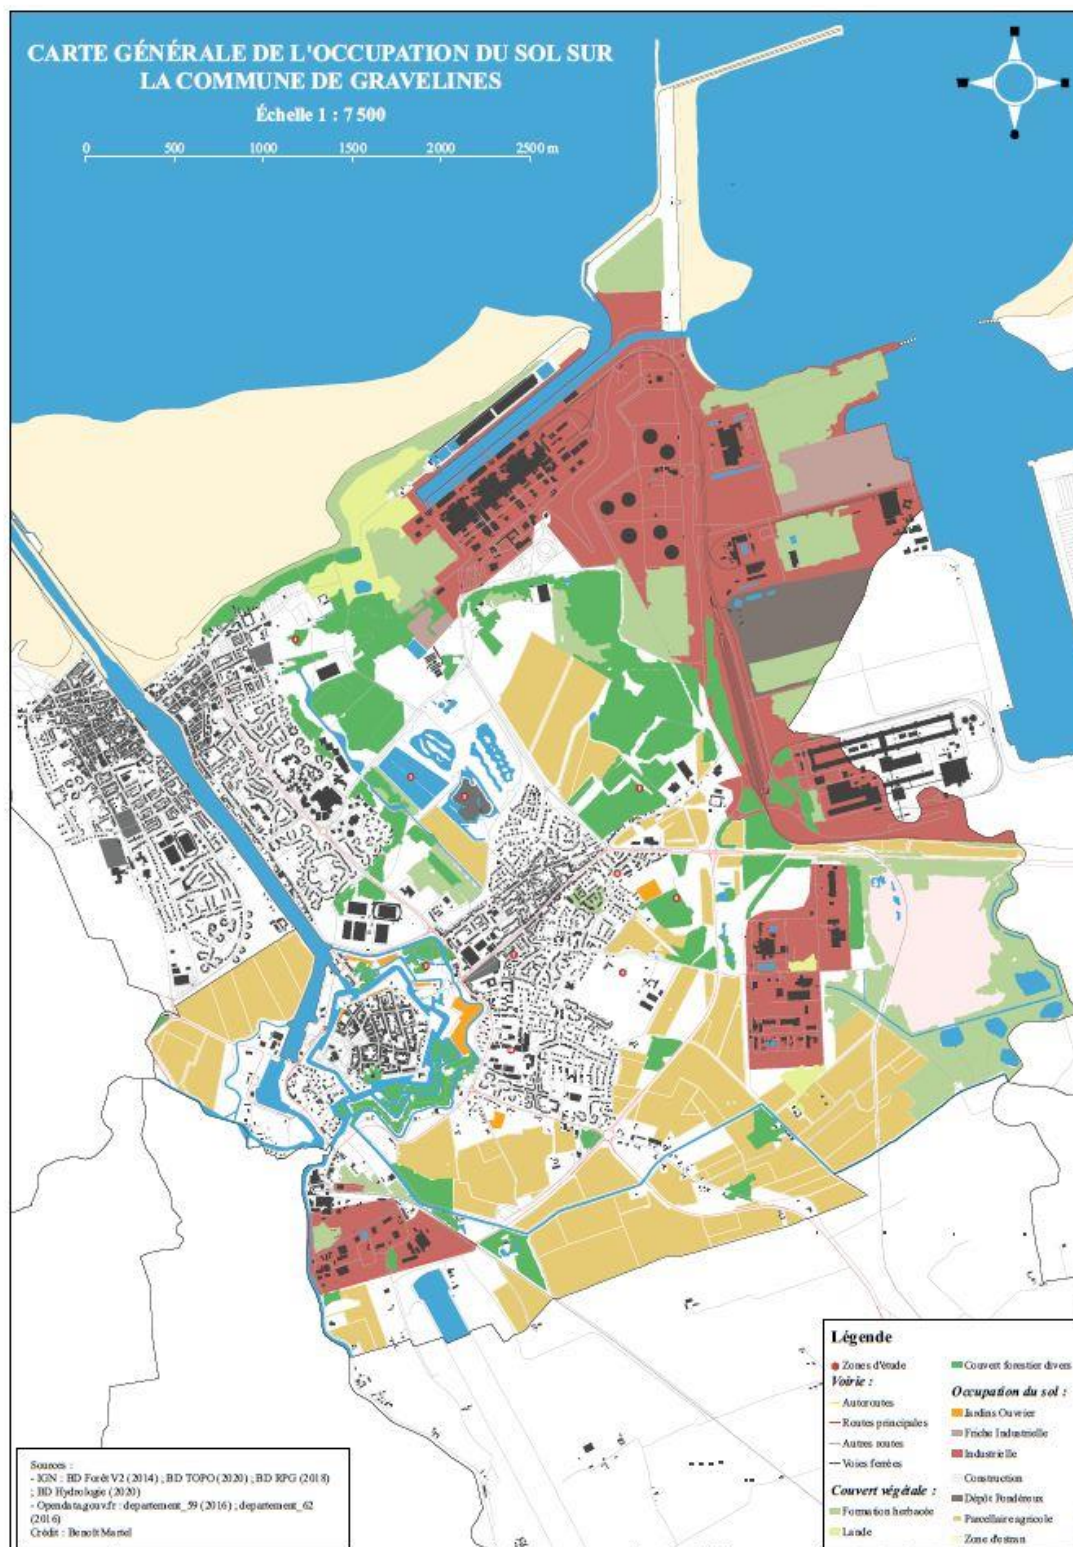 CARTE GÉNÉRALE DE L'OCCUPATION DU SOL SUR
LA COMMUNE DE GRAVELINES
Échelle 1 : 7 500
0 500 1000 1500 2000 2500 m
Légende
Zones d'étude
Voirie :
Autoroutes
Routes principales
Autres routes
Voies ferrées
Couvert végétale :
Formation herbacée
Lande
Couvert forestier divers
Occupation du sol :
Jardins Ouvrier
Friche Industrielle
Industrielle
Construction
Dépôt Pondéreux
Parcellaire agricole
Zone d'estran
Sources :
- IGN : BD Forêt V2 (2014) ; BD TOPO (2020) ; BD RPG (2018)
; BD Hydrologie (2020)
- Opendata.gouv.fr : departement_59 (2016) ; departement_62
(2016)
Crédit : Benoît Martel